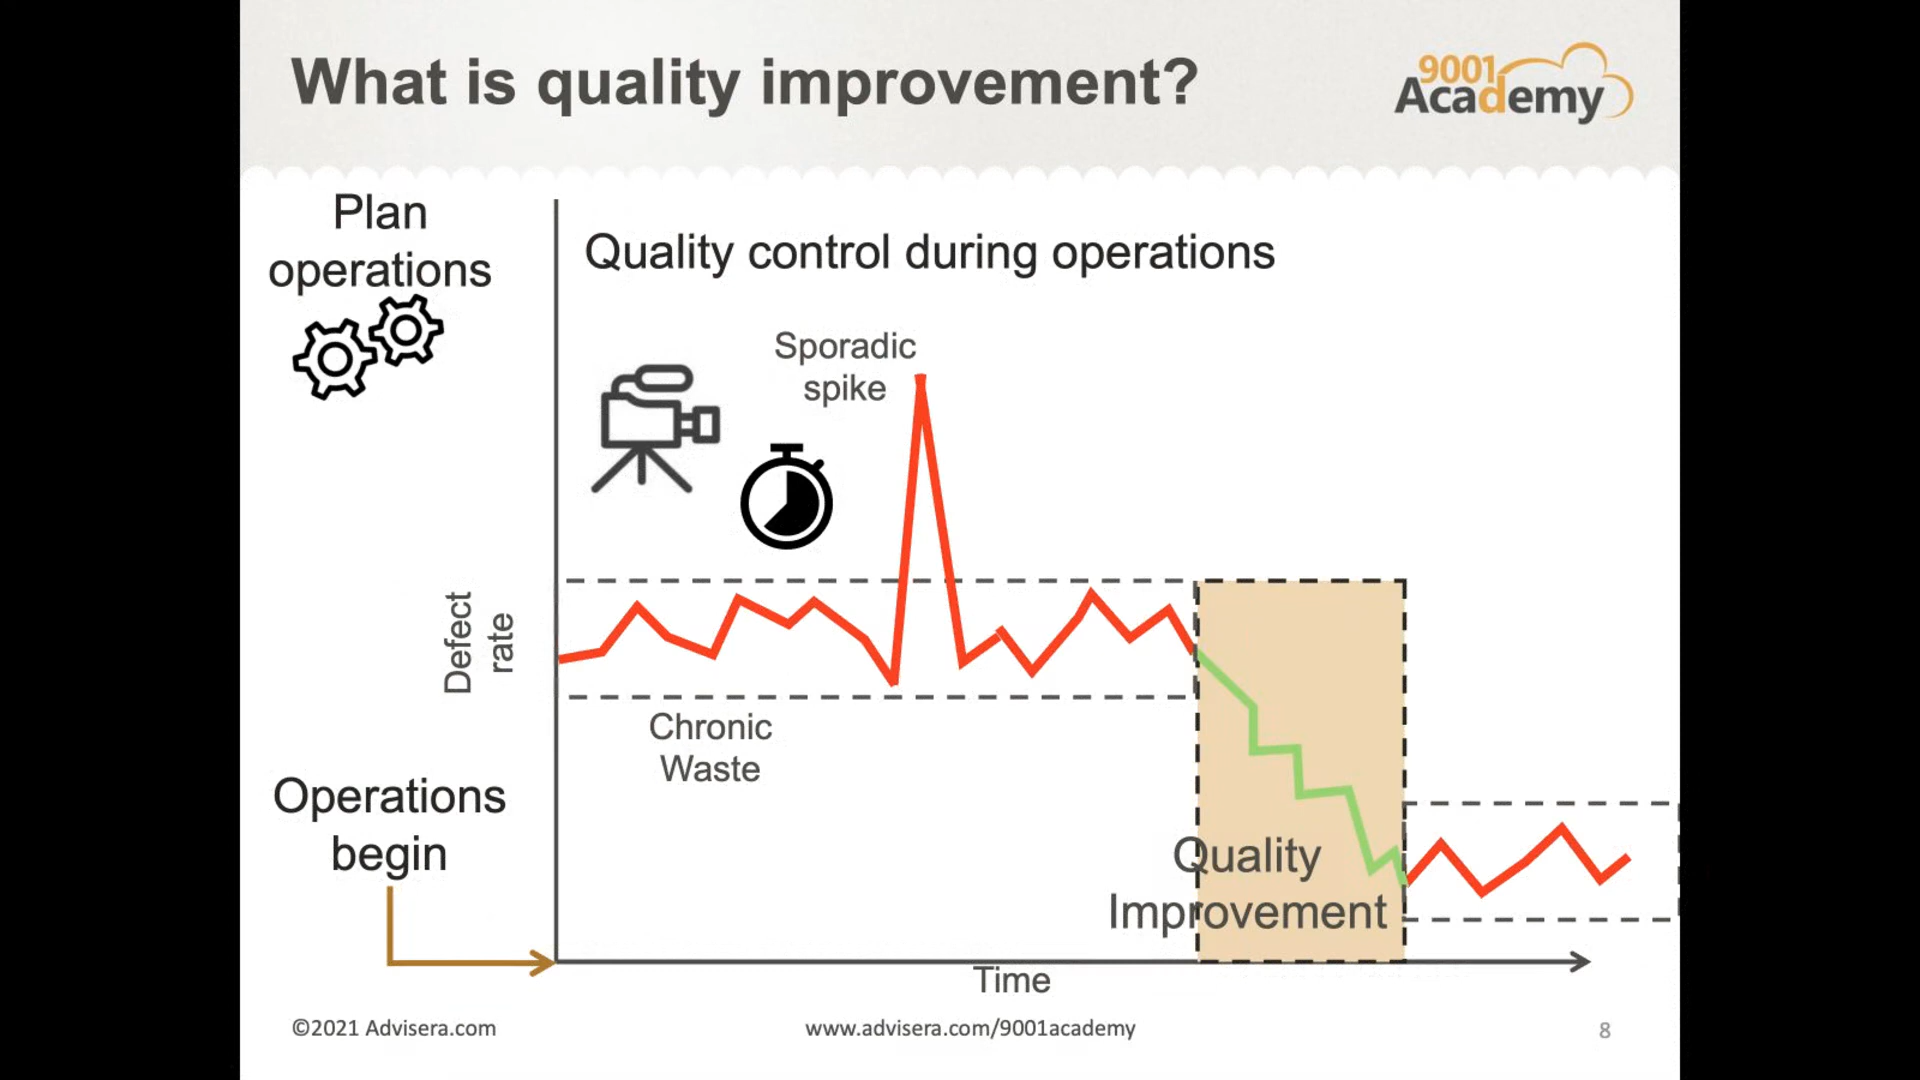 What is quality improvement?
9001
Academy
Plan
operations
Quality control during operations
Sporadic
spike
Defect
rate
Chronic
Waste
Operations
begin
Quality
Improvement
Time
©2021 Advisera.com
www.advisera.com/9001academy
8